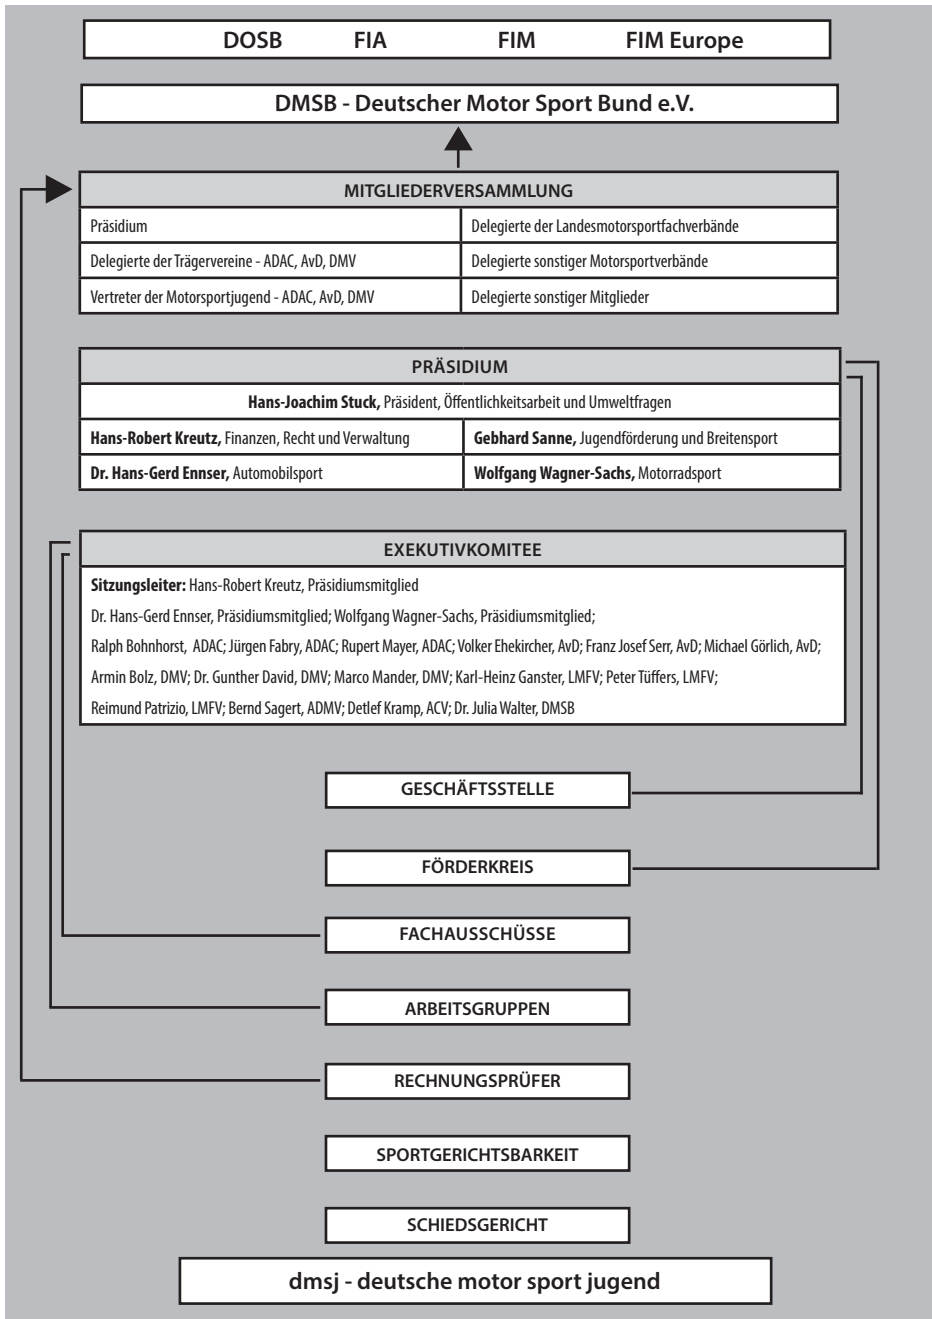 DOSB FIA FIM FIM Europe
DMSB - Deutscher Motor Sport Bund e.V.
MITGLIEDERVERSAMMLUNG
Präsidium
Delegierte der Landesmotorsportfachverbände
Delegierte der Trägervereine - ADAC, AvD, DMV
Delegierte sonstiger Motorsportverbände
Vertreter der Motorsportjugend - ADAC, AvD, DMV
Delegierte sonstiger Mitglieder
PRÄSIDIUM
Hans-Joachim Stuck, Präsident, Öffentlichkeitsarbeit und Umweltfragen
Hans-Robert Kreutz, Finanzen, Recht und Verwaltung
Gebhard Sanne, Jugendförderung und Breitensport
Dr. Hans-Gerd Ennser, Automobilsport
Wolfgang Wagner-Sachs, Motorradsport
EXEKUTIVKOMITEE
Sitzungsleiter: Hans-Robert Kreutz, Präsidiumsmitglied
Dr. Hans-Gerd Ennser, Präsidiumsmitglied; Wolfgang Wagner-Sachs, Präsidiumsmitglied;
Ralph Bohnhorst, ADAC; Jürgen Fabry, ADAC; Rupert Mayer, ADAC; Volker Ehekircher, AvD; Franz Josef Serr, AvD; Michael Görlich, AvD;
Armin Bolz, DMV; Dr. Gunther David, DMV; Marco Mander, DMV; Karl-Heinz Ganster, LMFV; Peter Tüffers, LMFV;
Reimund Patrizio, LMFV; Bernd Sagert, ADMV; Detlef Kramp, ACV; Dr. Julia Walter, DMSB
GESCHÄFTSSTELLE
FÖRDERKREIS
FACHAUSSCHÜSSE
ARBEITSGRUPPEN
RECHNUNGSPRÜFER
SPORTGERICHTSBARKEIT
SCHIEDSGERICHT
dmsj - deutsche motor sport jugend